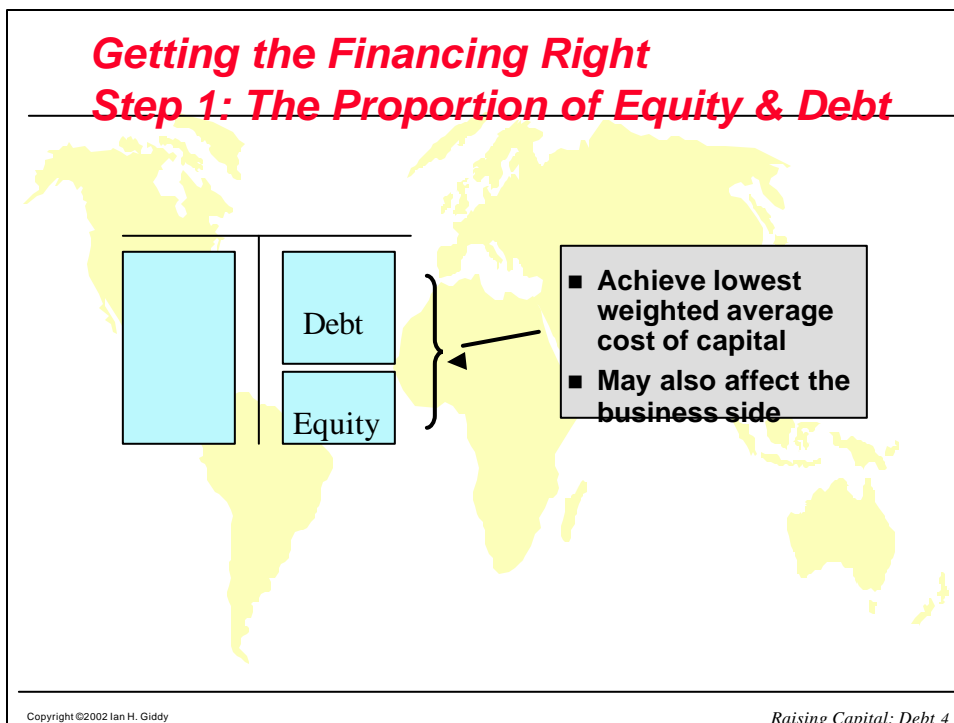 Getting the Financing Right
Step 1: The Proportion of Equity & Debt
Debt
Equity
■ Achieve lowest
weighted average
cost of capital
■ May also affect the
business side
Copyright ©2002 Ian H. Giddy
Raising Capital: Debt 4